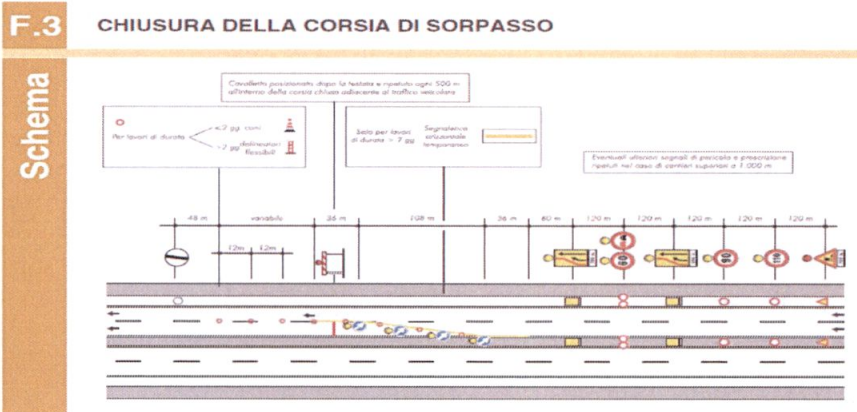 F.3
CHIUSURA DELLA CORSIA DI SORPASSO
Schema
Cavalletto posizionato dopo la testata e ripetuto ogni 500 m
all'interno della corsia chiusa adiacente al traffico veicolare
Per lavori di durata
gg coni
gg delineatori
flessibili
Solo per lavori
di durata > 7 gg
Segnaletica
orizzontale
temporanea
Eventuali ulteriori segnali di pericolo e prescrizione
ripetuti nel caso di cantieri superiori a 1.000 m
48 m variabile 36 m 108 m 36 m 60 m 120 m 120 m 120 m 120 m 120 m
12m 12m
60 90 110